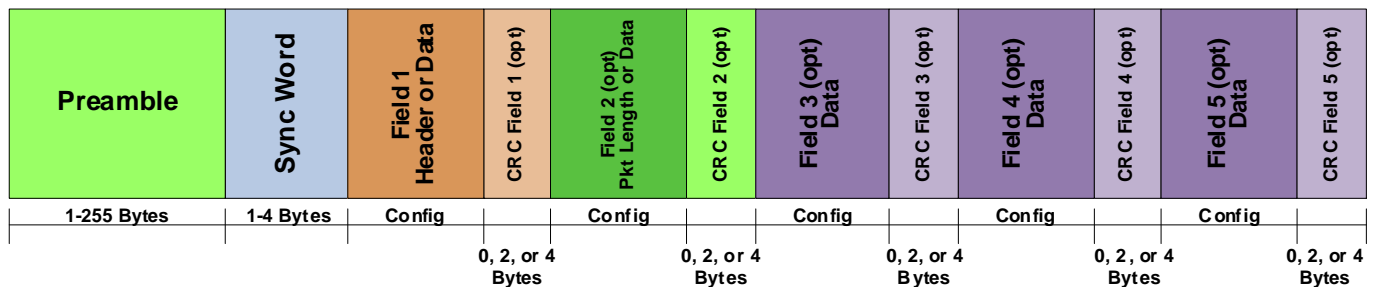 Preamble
Sync Word
Field 1
Header or Data
CRC Field 1 (opt)
Field 2 (opt)
Pkt Length or Data
CRC Field 2 (opt)
Field 3 (opt)
Data
CRC Field 3 (opt)
Field 4 (opt)
Data
CRC Field 4 (opt)
Field 5 (opt)
Data
CRC Field 5 (opt)
1-255 Bytes
1-4 Bytes
Config
Config
Config
Config
Config
0, 2, or 4
Bytes
0, 2, or 4
Bytes
0, 2, or 4
Bytes
0, 2, or 4
Bytes
0, 2, or 4
Bytes